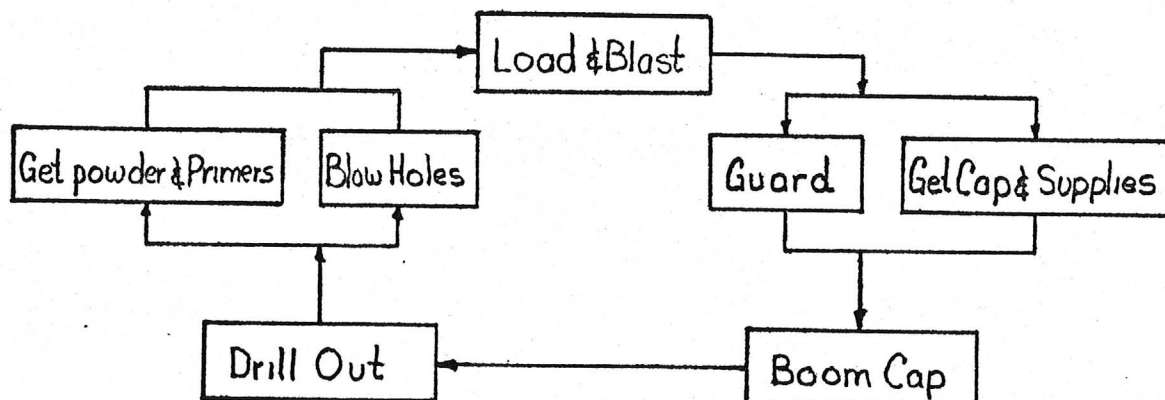 Load & Blast
Get powder & Primers
Blow Holes
Guard
Get Cap & Supplies
Drill Out
Boom Cap